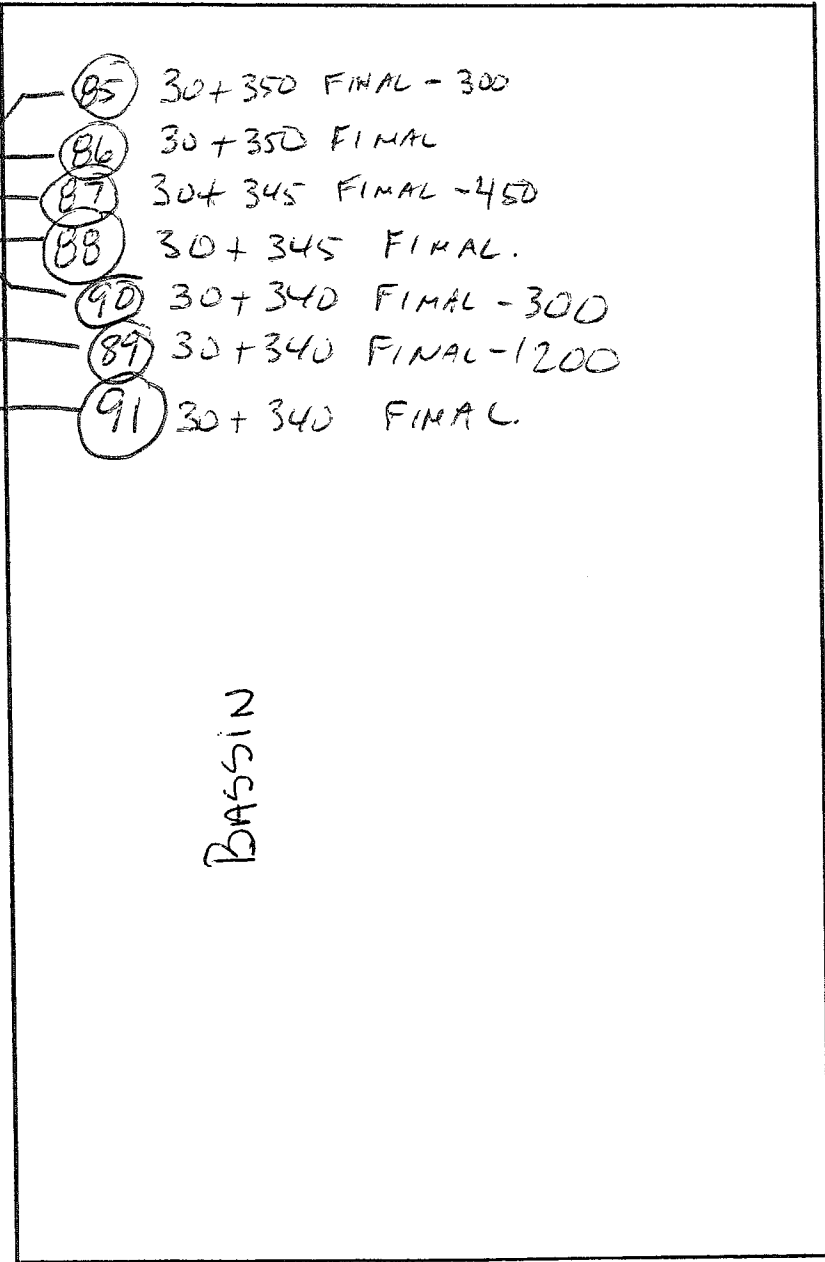 85 30+350 FINAL - 300
86 30+350 FINAL
87 30+345 FINAL -450
88 30+345 FINAL.
90 30+340 FINAL -300
89 30+340 FINAL -1200
91 30+340 FINAL.
BASSiN